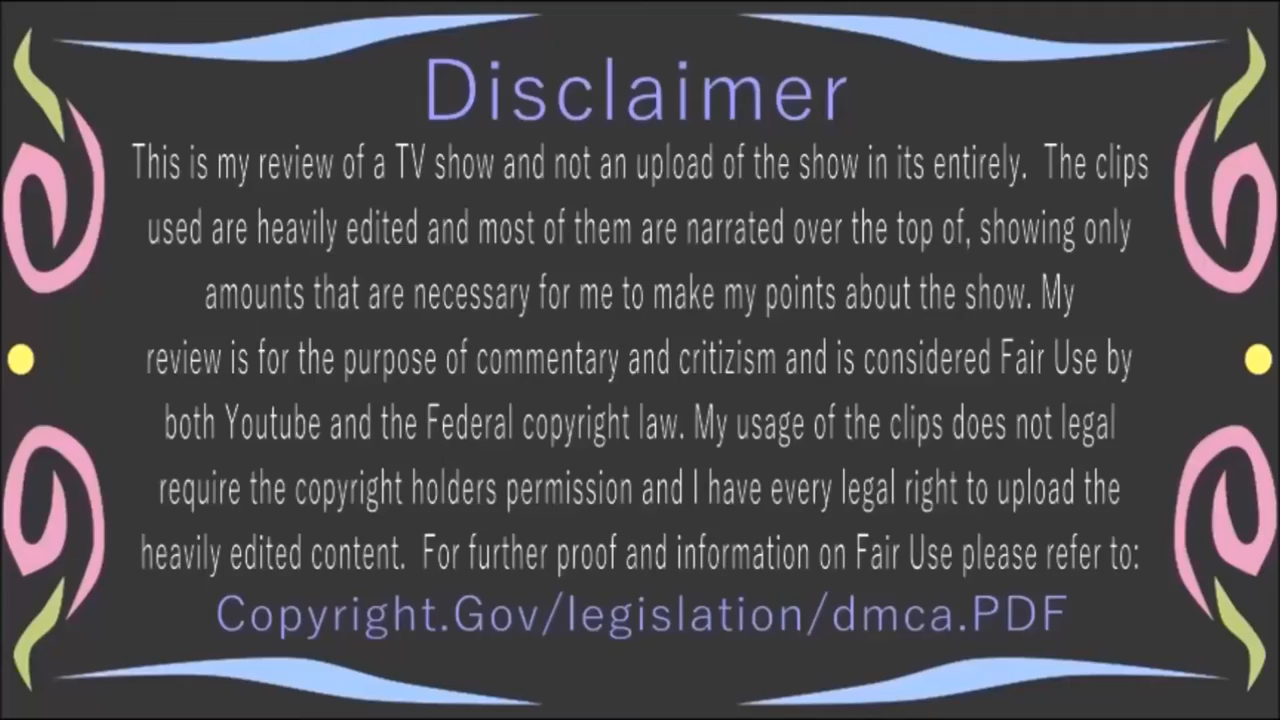 Disclaimer
This is my review of a TV show and not an upload of the show in its entirely.  The clips
used are heavily edited and most of them are narrated over the top of, showing only
amounts that are necessary for me to make my points about the show. My
review is for the purpose of commentary and critizism and is considered Fair Use by
both Youtube and the Federal copyright law. My usage of the clips does not legal
require the copyright holders permission and I have every legal right to upload the
heavily edited content.  For further proof and information on Fair Use please refer to:
Copyright.Gov/legislation/dmca.PDF